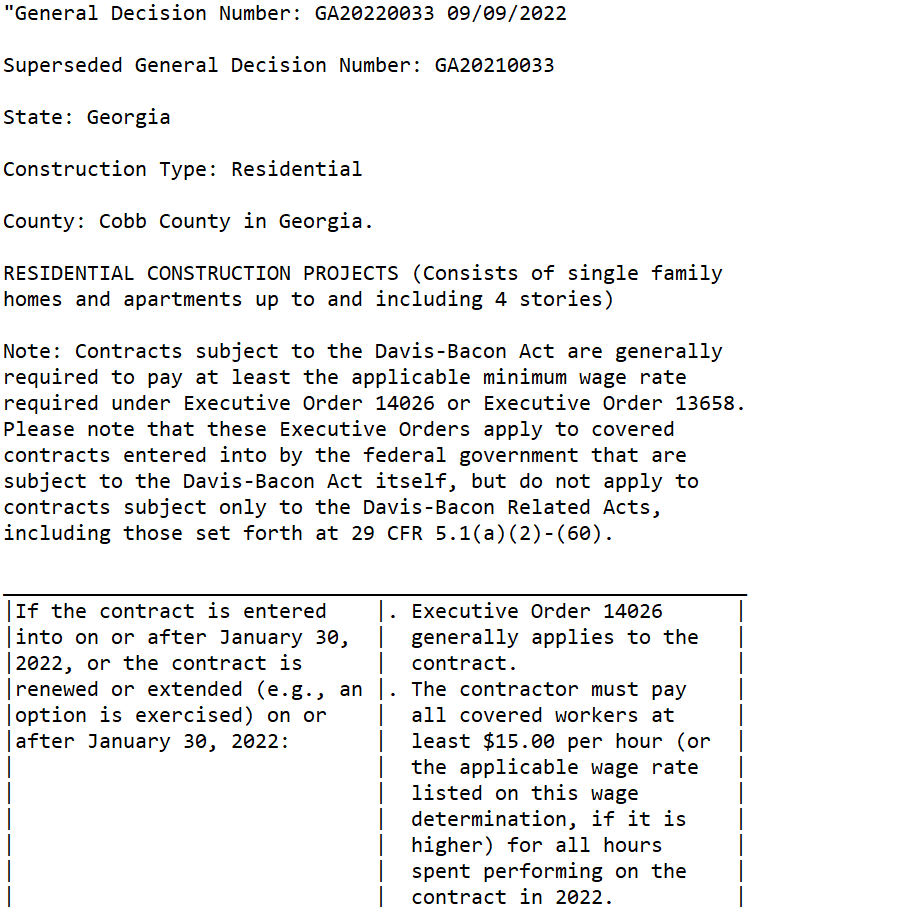 "General Decision Number: GA20220033 09/09/2022
Superseded General Decision Number: GA20210033
State: Georgia
Construction Type: Residential
County: Cobb County in Georgia.
RESIDENTIAL CONSTRUCTION PROJECTS (Consists of single family
homes and apartments up to and including 4 stories)
Note: Contracts subject to the Davis-Bacon Act are generally
required to pay at least the applicable minimum wage rate
required under Executive Order 14026 or Executive Order 13658.
Please note that these Executive Orders apply to covered
contracts entered into by the federal government that are
subject to the Davis-Bacon Act itself, but do not apply to
contracts subject only to the Davis-Bacon Related Acts,
including those set forth at 29 CFR 5.1(a)(2)-(60).
|If the contract is entered |. Executive Order 14026 |
|into on or after January 30, | generally applies to the |
|2022, or the contract is | contract. |
|renewed or extended (e.g., an |. The contractor must pay |
|option is exercised) on or | all covered workers at |
|after January 30, 2022: | least $15.00 per hour (or |
| | the applicable wage rate |
| | listed on this wage |
| | determination, if it is |
| | higher) for all hours |
| | spent performing on the |
| | contract in 2022. |